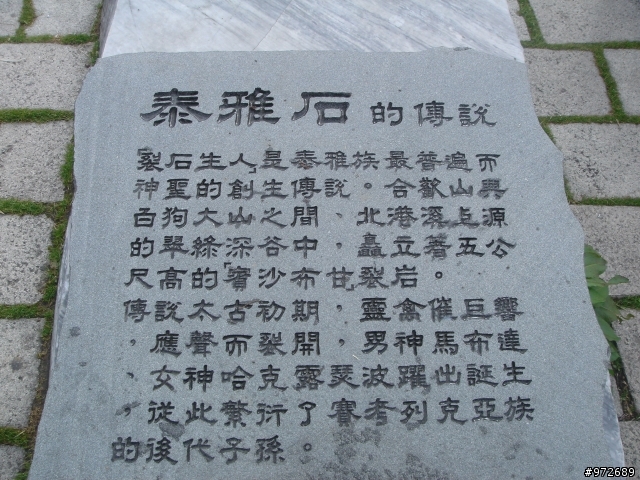 泰雅石的傳說
「裂石生人」是泰雅族最普遍而
神聖的「創生」傳說。合歡山與
百狗大山之間、北港溪上源
的翠綠深谷中，矗立著五公
尺高的「賓沙布甘」裂岩。
傳說太古初期，靈禽催巨響
，應聲而裂開，男神馬布達
、女神哈克露瑟波躍出誕生
，從此繁衍了賽考列克亞族
的後代子孫。
#972689